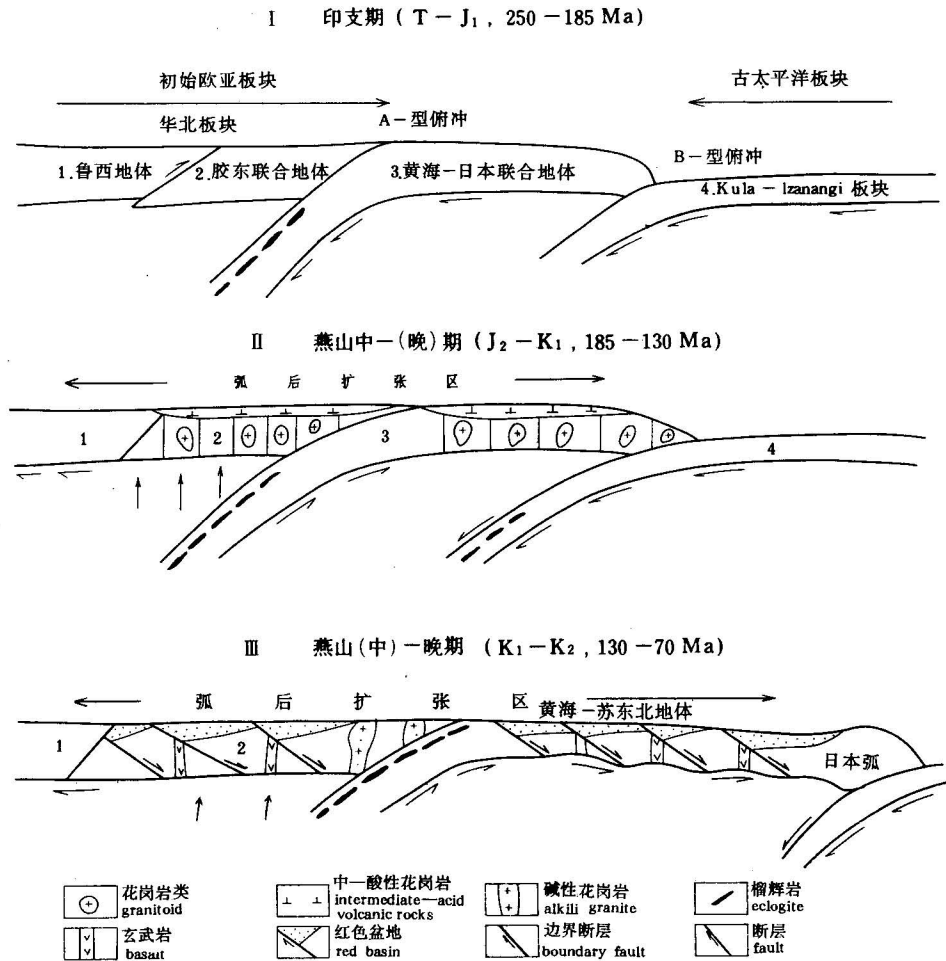 I 印支期 ( T－J₁ , 250－185 Ma)
初始欧亚板块
古太平洋板块
华北板块
A－型俯冲
B－型俯冲
1.鲁西地体
2.胶东联合地体
3.黄海－日本联合地体
4.Kula－Izanangi 板块
II 燕山中－(晚)期 (J₂－K₁ , 185－130 Ma)
弧后扩张区
1
2
3
4
III 燕山(中)－晚期 (K₁－K₂ , 130－70 Ma)
弧后扩张区
黄海－苏东北地体
1
2
日本弧
花岗岩类
granitoid
中－酸性花岗岩
intermediate－acid
volcanic rocks
碱性花岗岩
alkili granite
榴辉岩
eclogite
玄武岩
basalt
红色盆地
red basin
边界断层
boundary fault
断层
fault